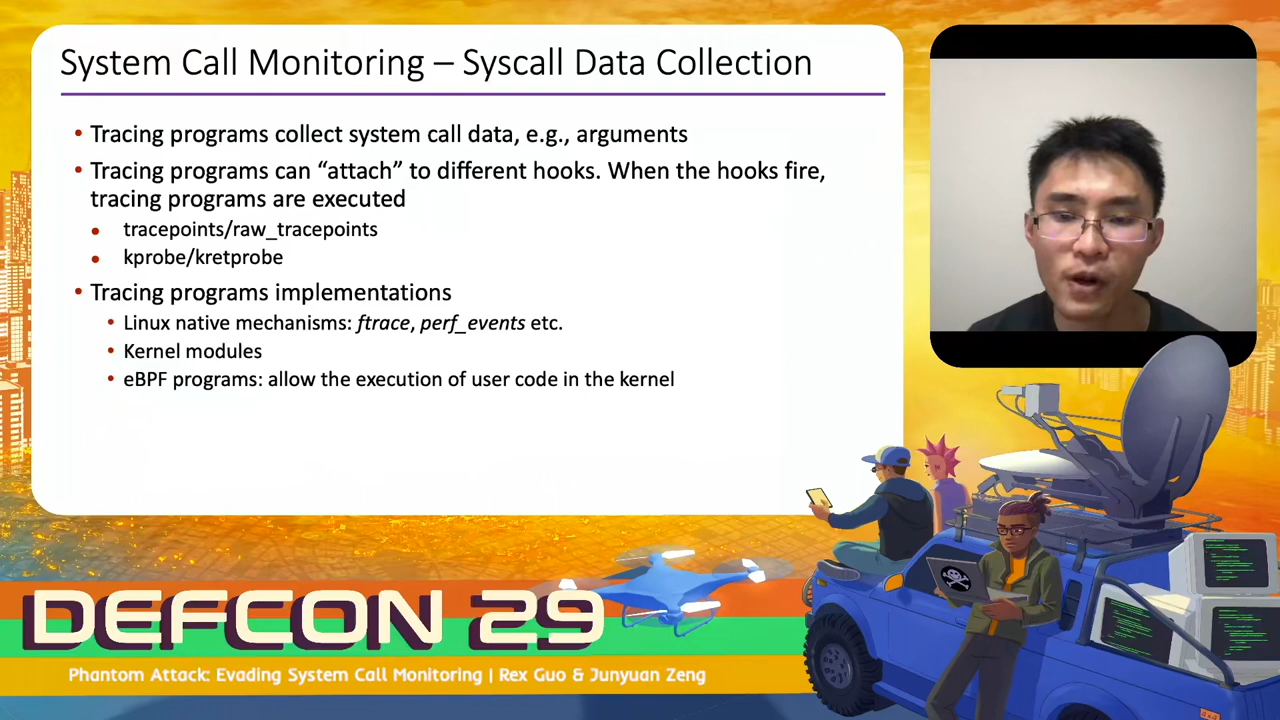 System Call Monitoring – Syscall Data Collection
• Tracing programs collect system call data, e.g., arguments
• Tracing programs can “attach” to different hooks. When the hooks fire,
tracing programs are executed
• tracepoints/raw_tracepoints
• kprobe/kretprobe
• Tracing programs implementations
• Linux native mechanisms: ftrace, perf_events etc.
• Kernel modules
• eBPF programs: allow the execution of user code in the kernel
DEFCON 29
Phantom Attack: Evading System Call Monitoring | Rex Guo & Junyuan Zeng